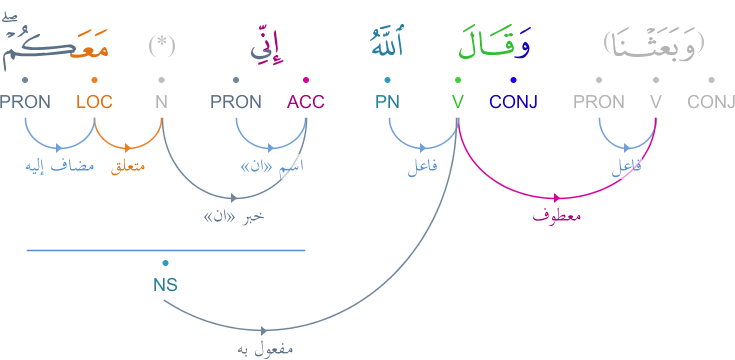 (وَبَعَثْنَا) وَقَالَ ٱللَّهُ إِنِّى (*) مَعَكُمْ ۖ
CONJ V PRON CONJ V PN ACC PRON N LOC PRON
فاعل فاعل اسم «ان» متعلق مضاف إليه
معطوف خبر «ان»
NS
مفعول به